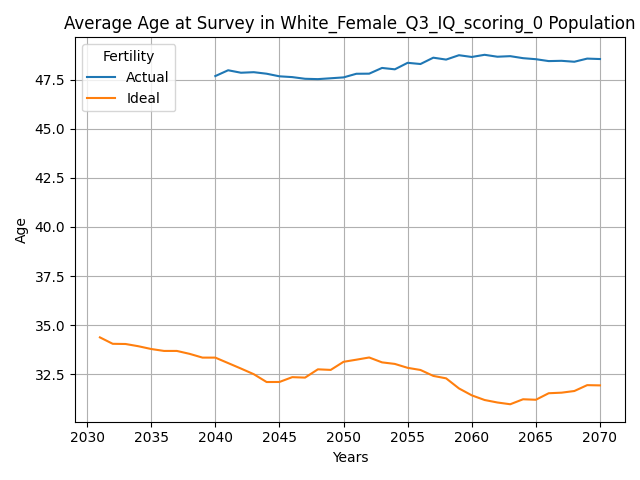 Average Age at Survey in White_Female_Q3_IQ_scoring_0 Population
Fertility
Actual
Ideal
47.5
45.0
42.5
40.0
37.5
35.0
32.5
Age
2030 2035 2040 2045 2050 2055 2060 2065 2070
Years